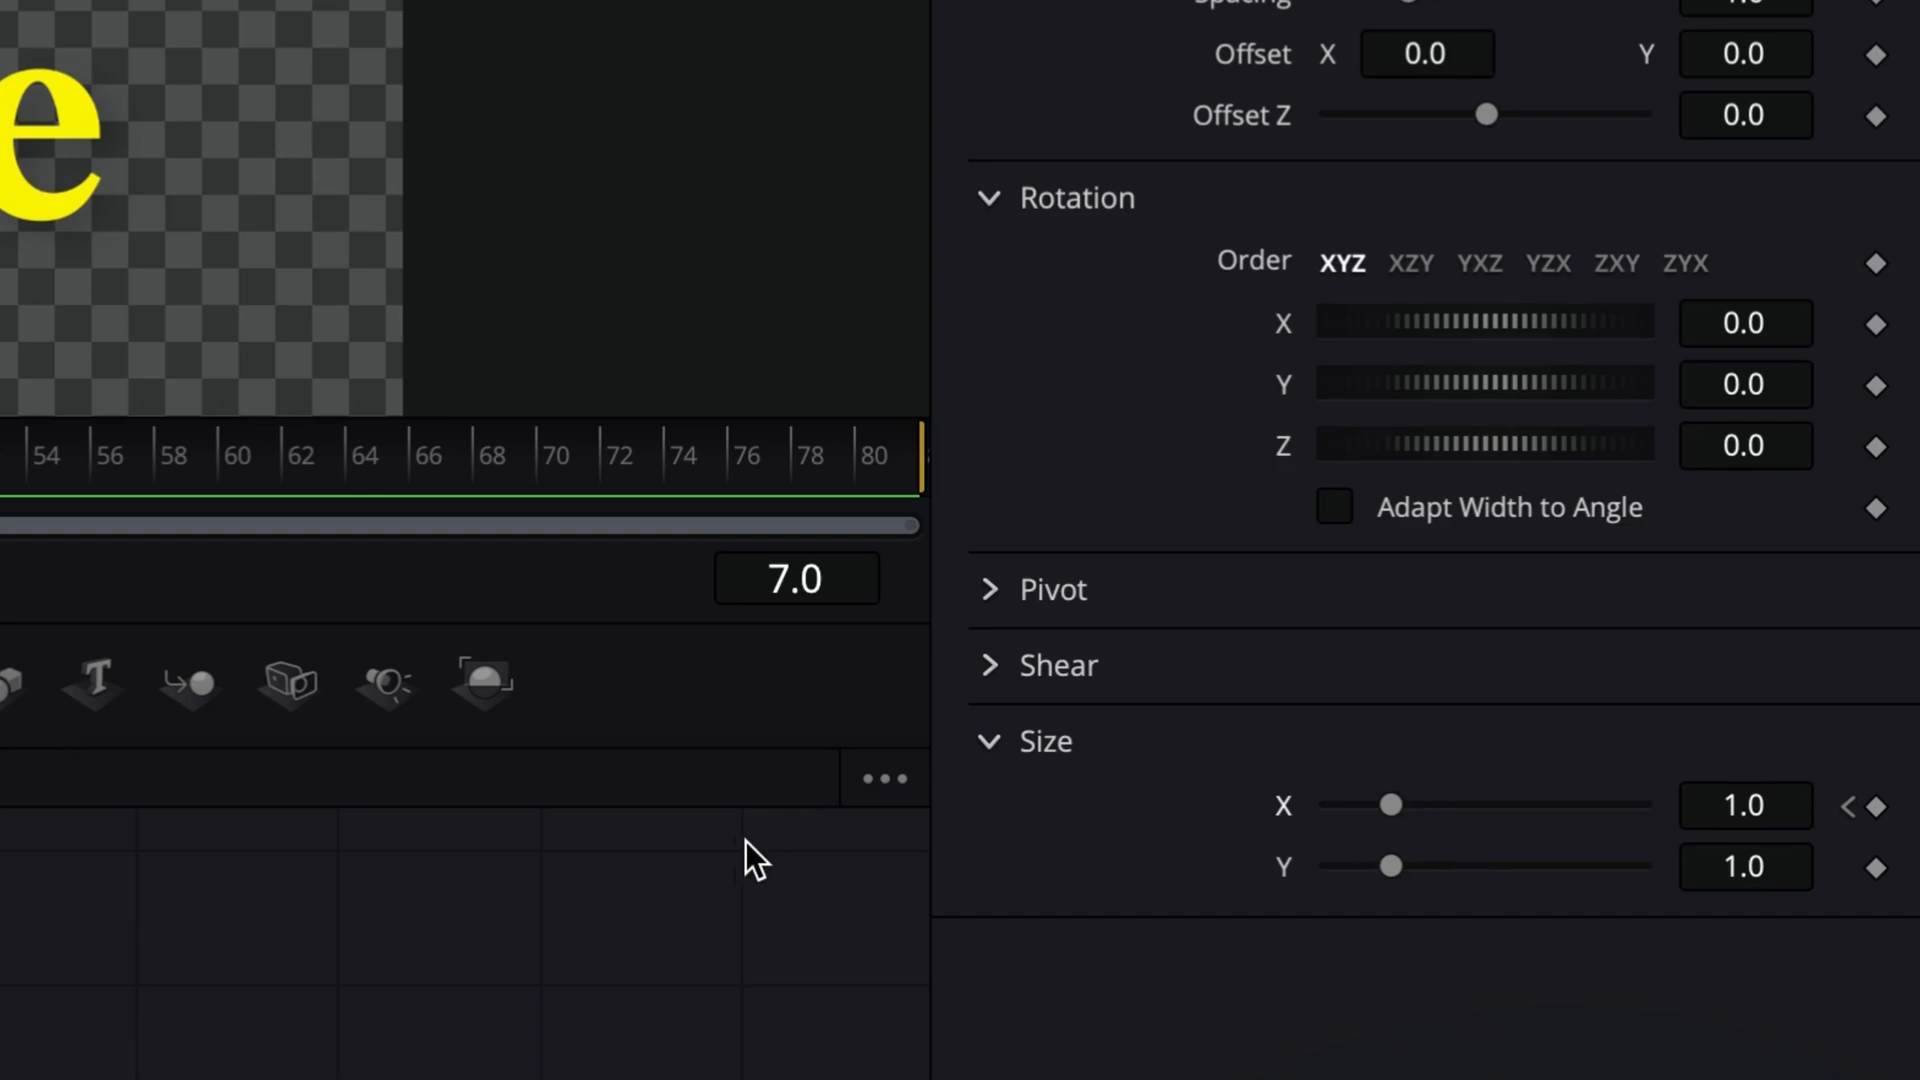 e
Spacing
Offset X 0.0 Y 0.0
Offset Z 0.0
Rotation
Order XYZ XZY YXZ YZX ZXY ZYX
X 0.0
Y 0.0
Z 0.0
Adapt Width to Angle
Pivot
Shear
Size
X 1.0 <
Y 1.0
54 56 58 60 62 64 66 68 70 72 74 76 78 80
7.0
T